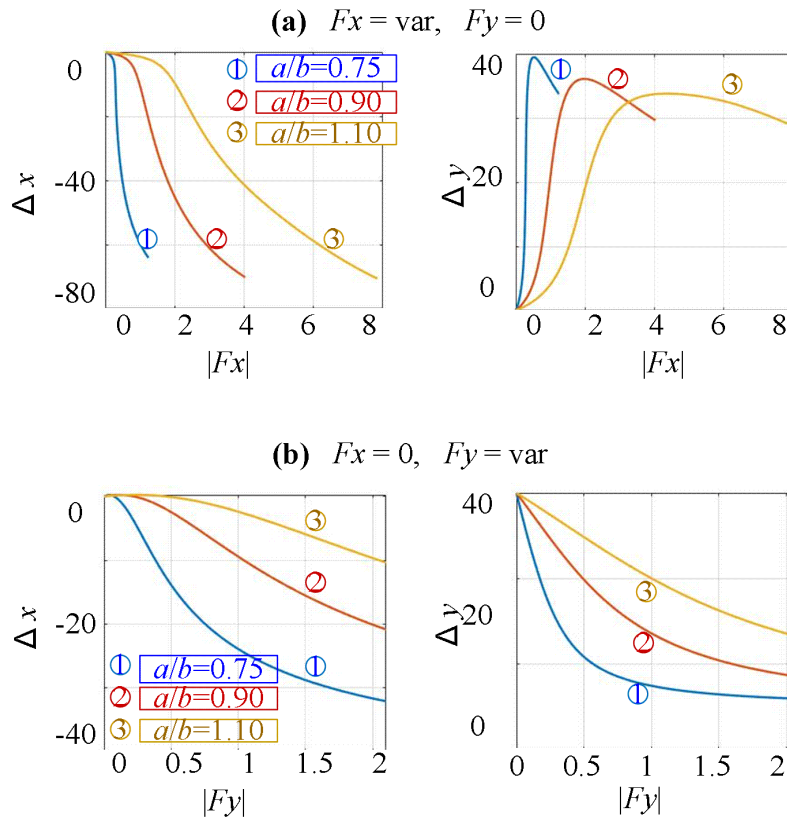 (a) Fx = var, Fy = 0
0
-40
-80
Δ x
0 2 4 6 8
|Fx|
① a/b=0.75
② a/b=0.90
③ a/b=1.10
①
②
③
40
20
0
Δ y
0 2 4 6 8
|Fx|
①
②
③
(b) Fx = 0, Fy = var
0
-20
-40
Δ x
0 0.5 1 1.5 2
|Fy|
③
②
①
① a/b=0.75
② a/b=0.90
③ a/b=1.10
40
20
0
Δ y
0 0.5 1 1.5 2
|Fy|
③
②
①